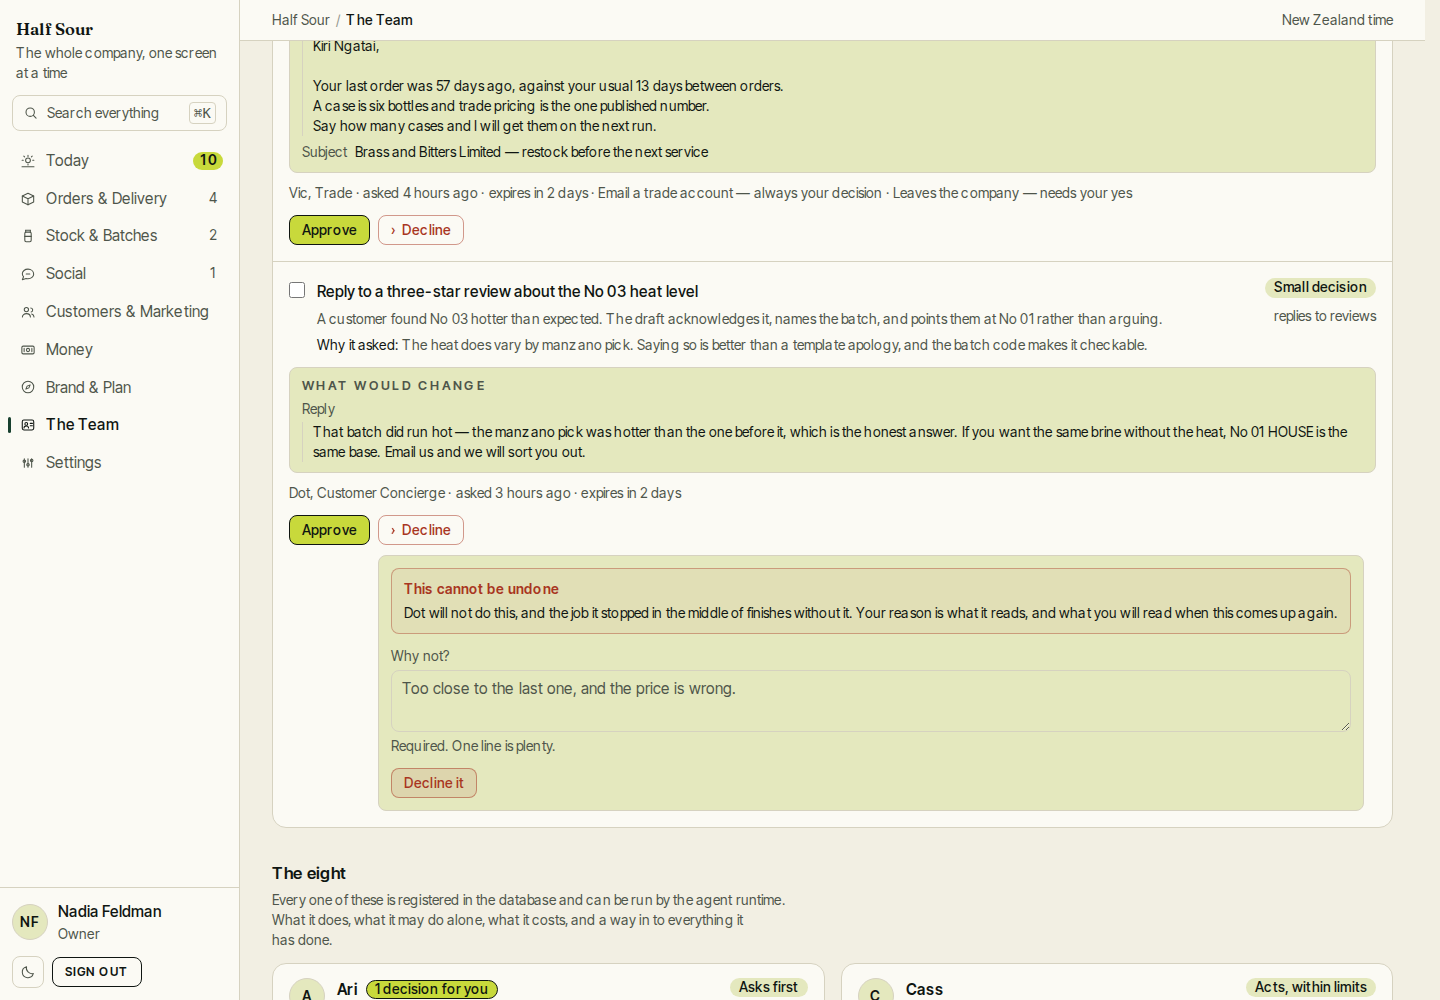 Half Sour
The whole company, one screen
at a time
Search everything ⌘K
Today 10
Orders & Delivery 4
Stock & Batches 2
Social 1
Customers & Marketing
Money
Brand & Plan
The Team
Settings
NF
Nadia Feldman
Owner
SIGN OUT
Half Sour / The Team
New Zealand time
Kiri Ngatai,
Your last order was 57 days ago, against your usual 13 days between orders.
A case is six bottles and trade pricing is the one published number.
Say how many cases and I will get them on the next run.
Subject Brass and Bitters Limited — restock before the next service
Vic, Trade · asked 4 hours ago · expires in 2 days · Email a trade account — always your decision · Leaves the company — needs your yes
Approve
› Decline
Reply to a three-star review about the No 03 heat level
Small decision
A customer found No 03 hotter than expected. The draft acknowledges it, names the batch, and points them at No 01 rather than arguing.
replies to reviews
Why it asked: The heat does vary by manzano pick. Saying so is better than a template apology, and the batch code makes it checkable.
WHAT WOULD CHANGE
Reply
That batch did run hot — the manzano pick was hotter than the one before it, which is the honest answer. If you want the same brine without the heat, No 01 HOUSE is the
same base. Email us and we will sort you out.
Dot, Customer Concierge · asked 3 hours ago · expires in 2 days
Approve
› Decline
This cannot be undone
Dot will not do this, and the job it stopped in the middle of finishes without it. Your reason is what it reads, and what you will read when this comes up again.
Why not?
Too close to the last one, and the price is wrong.
Required. One line is plenty.
Decline it
The eight
Every one of these is registered in the database and can be run by the agent runtime.
What it does, what it may do alone, what it costs, and a way in to everything it
has done.
A
Ari 1 decision for you
Asks first
C
Cass
Acts, within limits